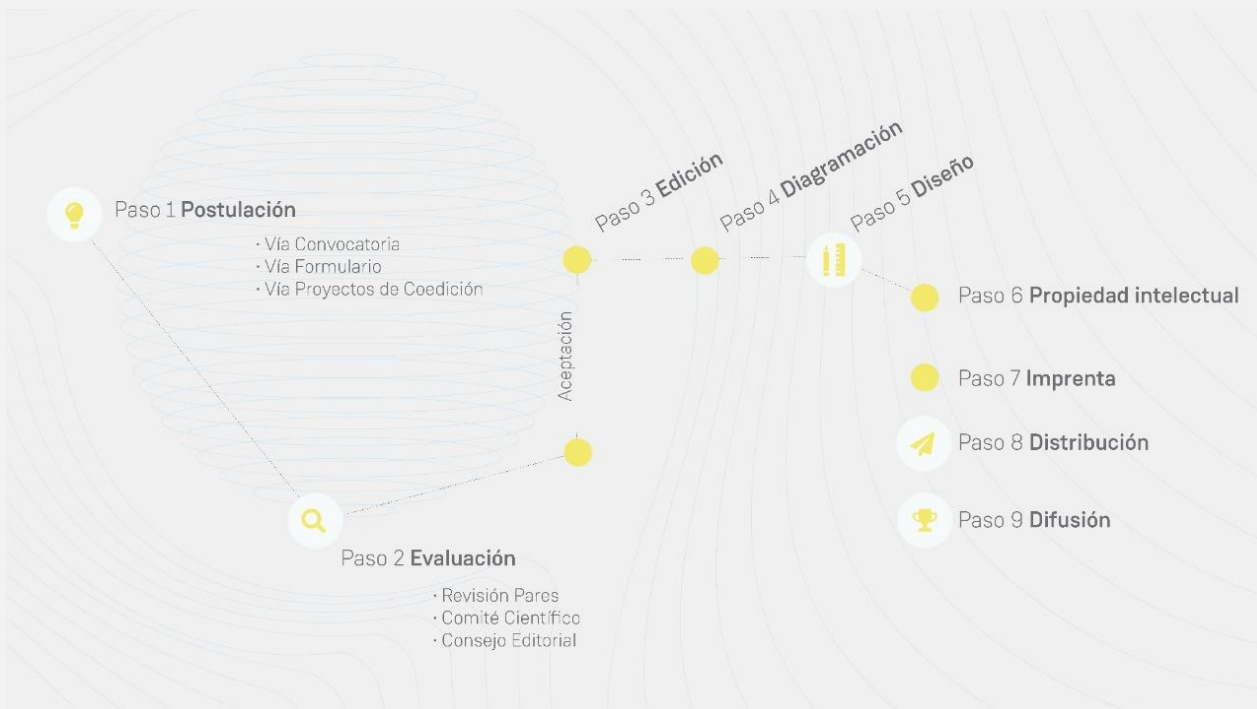 Paso 1 Postulación
· Vía Convocatoria
· Vía Formulario
· Vía Proyectos de Coedición
Paso 2 Evaluación
· Revisión Pares
· Comité Científico
· Consejo Editorial
Aceptación
Paso 3 Edición
Paso 4 Diagramación
Paso 5 Diseño
Paso 6 Propiedad intelectual
Paso 7 Imprenta
Paso 8 Distribución
Paso 9 Difusión